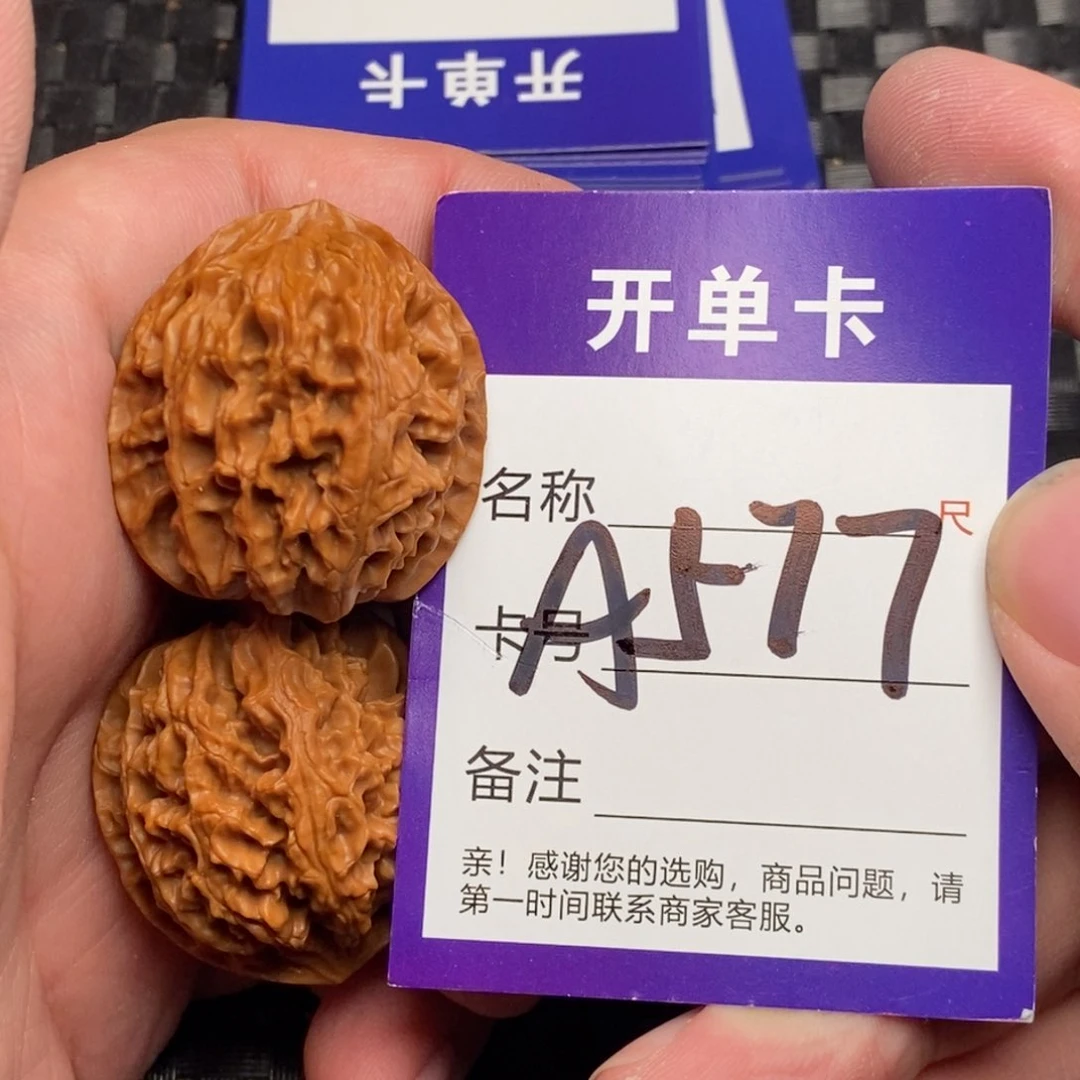 开单卡
开单卡
名称
尺
A577
卡号
备注
亲！感谢您的选购，商品问题，请
第一时间联系商家客服。